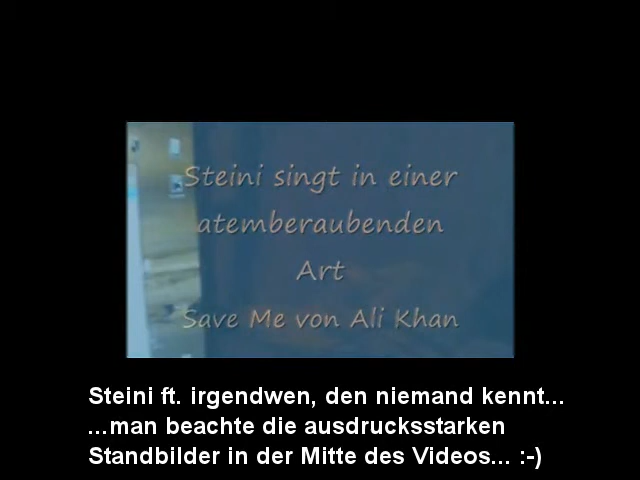 Steini singt in einer
atemberaubenden
Art
Save Me von Ali Khan
Steini ft. irgendwen, den niemand kennt...
...man beachte die ausdrucksstarken
Standbilder in der Mitte des Videos... :-)